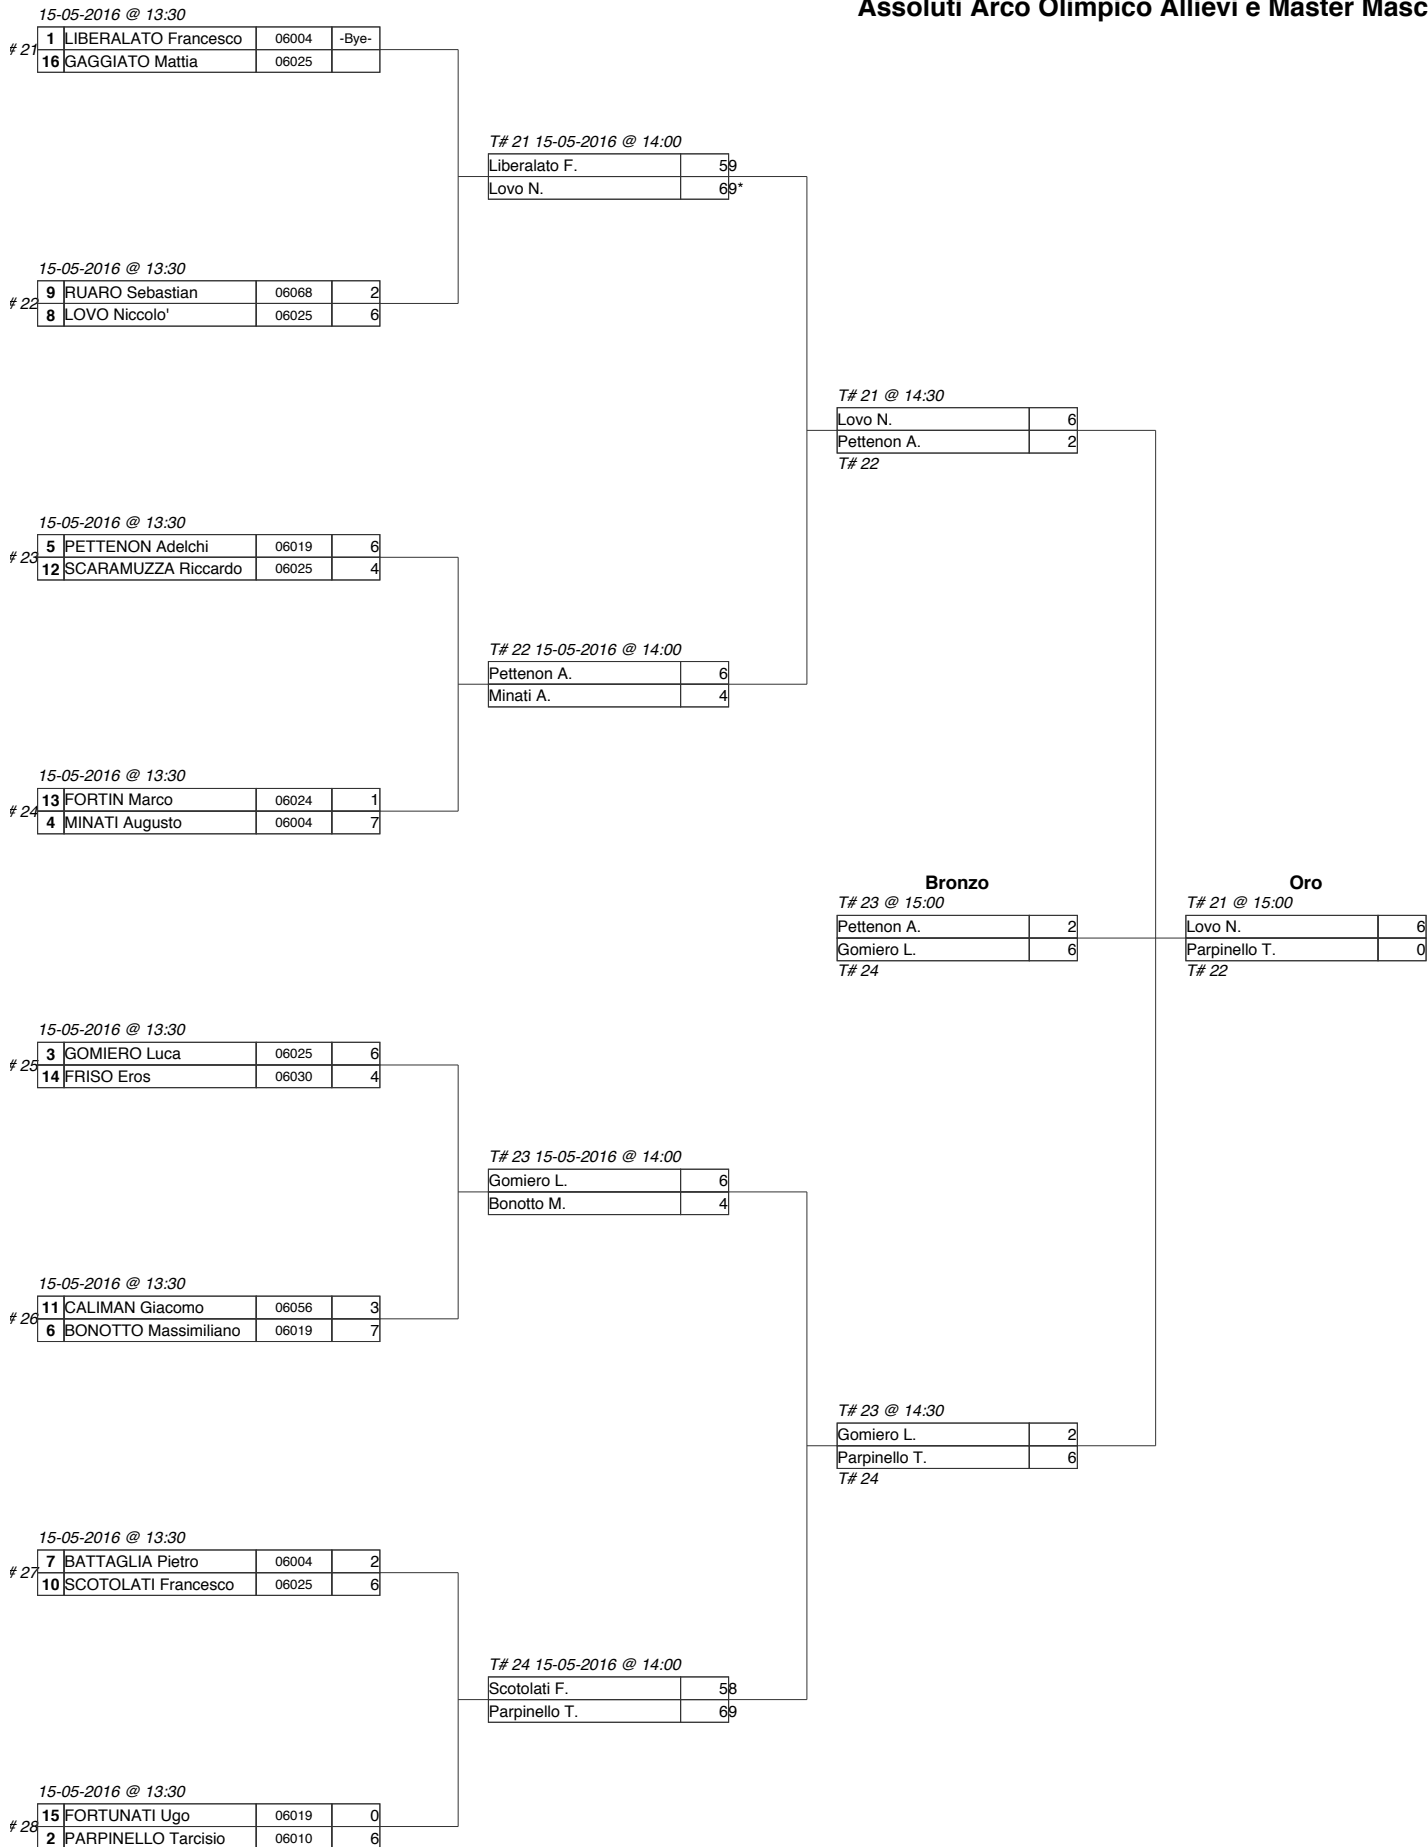 Assoluti Arco Olimpico Allievi e Master Masc
15-05-2016 @ 13:30
# 21
1 LIBERALATO Francesco 06004 -Bye-
16 GAGGIATO Mattia 06025
T# 21 15-05-2016 @ 14:00
Liberalato F. 59
Lovo N. 69*
15-05-2016 @ 13:30
# 22
9 RUARO Sebastian 06068 2
8 LOVO Niccolo' 06025 6
T# 21 @ 14:30
Lovo N. 6
Pettenon A. 2
T# 22
15-05-2016 @ 13:30
# 23
5 PETTENON Adelchi 06019 6
12 SCARAMUZZA Riccardo 06025 4
T# 22 15-05-2016 @ 14:00
Pettenon A. 6
Minati A. 4
15-05-2016 @ 13:30
# 24
13 FORTIN Marco 06024 1
4 MINATI Augusto 06004 7
Bronzo
T# 23 @ 15:00
Pettenon A. 2
Gomiero L. 6
T# 24
Oro
T# 21 @ 15:00
Lovo N. 6
Parpinello T. 0
T# 22
15-05-2016 @ 13:30
# 25
3 GOMIERO Luca 06025 6
14 FRISO Eros 06030 4
T# 23 15-05-2016 @ 14:00
Gomiero L. 6
Bonotto M. 4
15-05-2016 @ 13:30
# 26
11 CALIMAN Giacomo 06056 3
6 BONOTTO Massimiliano 06019 7
T# 23 @ 14:30
Gomiero L. 2
Parpinello T. 6
T# 24
15-05-2016 @ 13:30
# 27
7 BATTAGLIA Pietro 06004 2
10 SCOTOLATI Francesco 06025 6
T# 24 15-05-2016 @ 14:00
Scotolati F. 58
Parpinello T. 69
15-05-2016 @ 13:30
# 28
15 FORTUNATI Ugo 06019 0
2 PARPINELLO Tarcisio 06010 6